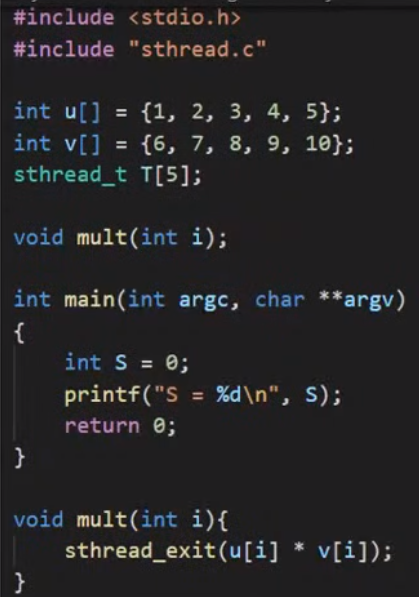 #include <stdio.h>
#include "sthread.c"
int u[] = {1, 2, 3, 4, 5};
int v[] = {6, 7, 8, 9, 10};
sthread_t T[5];
void mult(int i);
int main(int argc, char **argv)
{
int S = 0;
printf("S = %d\n", S);
return 0;
}
void mult(int i){
sthread_exit(u[i] * v[i]);
}